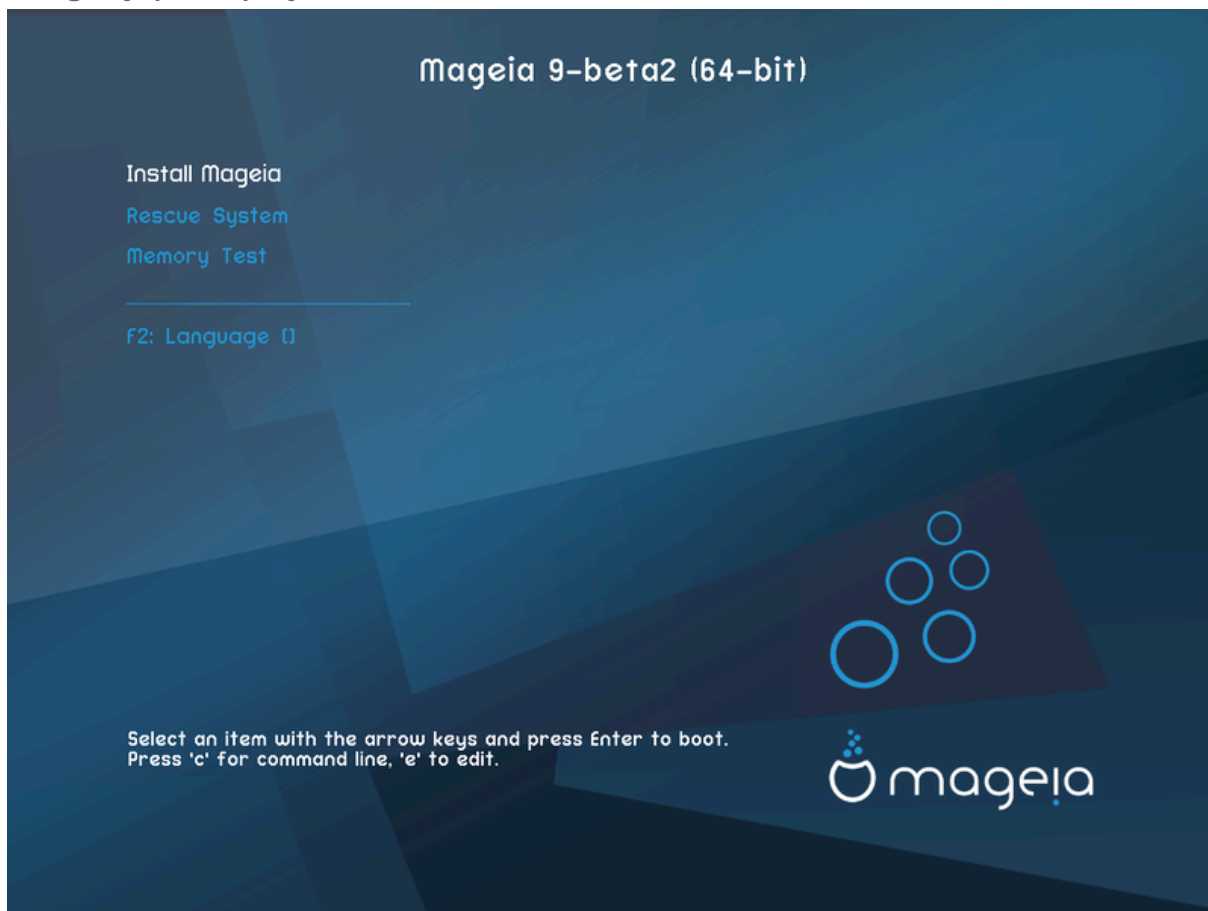 Mageia 9-beta2 (64-bit)
Install Mageia
Rescue System
Memory Test
F2: Language []
Select an item with the arrow keys and press Enter to boot.
Press 'c' for command line, 'e' to edit.
mageia